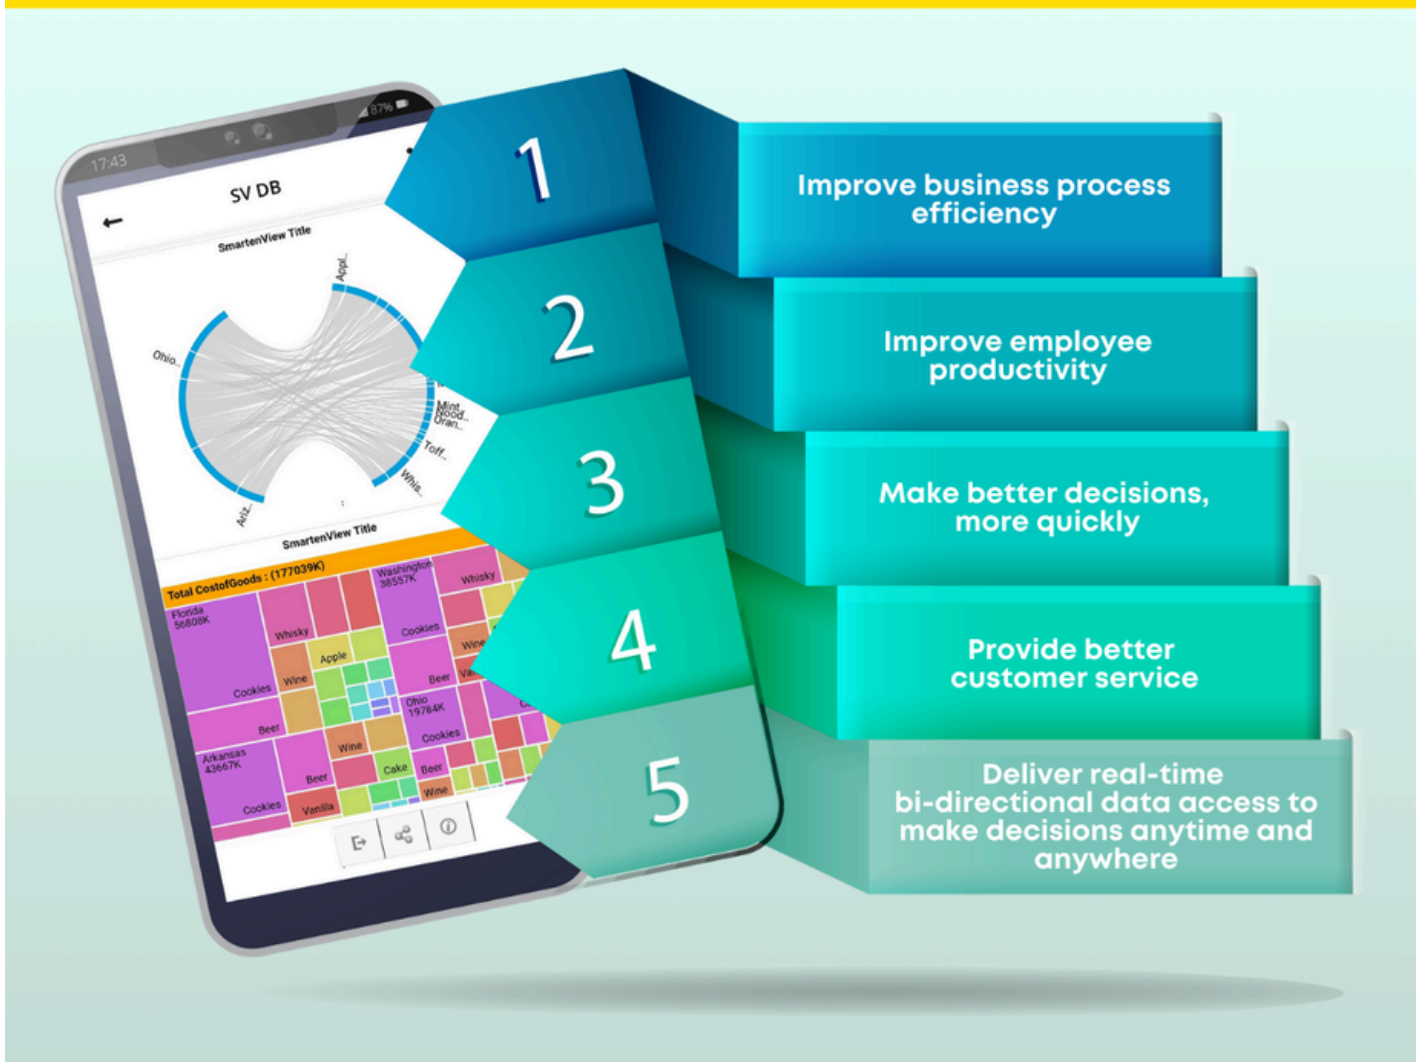 17:43
87%
SV DB
SmartenView Title
Appl..
Ohio..
Mint..
Nood..
Oran..
Toff..
Whis..
Ariz..
SmartenView Title
Total CostofGoods : (177039K)
Florida
56808K
Whisky
Cookies
Wine
Apple
Beer
Washington
38557K
Whisky
Cookies
Wine
Beer
Arkansas
43667K
Beer
Wine
Cake
Cookies
Vanilla
Ohio
19784K
Cookies
Beer
Wine
1
Improve business process
efficiency
2
Improve employee
productivity
3
Make better decisions,
more quickly
4
Provide better
customer service
5
Deliver real-time
bi-directional data access to
make decisions anytime and
anywhere